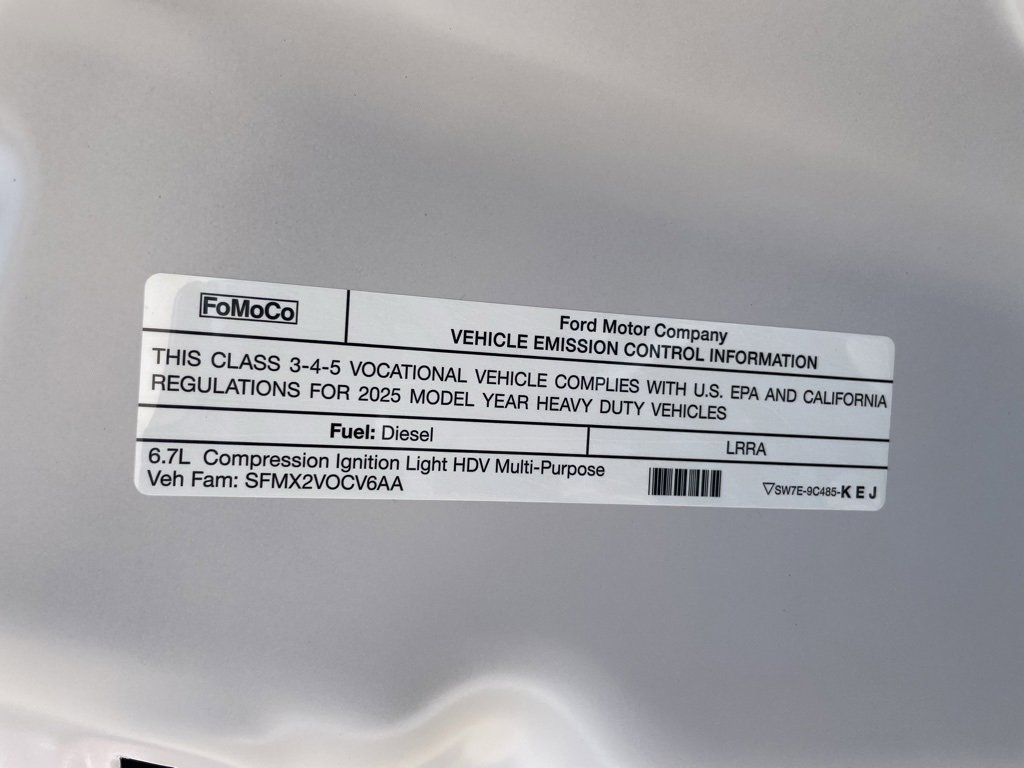 FoMoCo
Ford Motor Company
VEHICLE EMISSION CONTROL INFORMATION
THIS CLASS 3-4-5 VOCATIONAL VEHICLE COMPLIES WITH U.S. EPA AND CALIFORNIA
REGULATIONS FOR 2025 MODEL YEAR HEAVY DUTY VEHICLES
Fuel: Diesel
LRRA
6.7L Compression Ignition Light HDV Multi-Purpose
Veh Fam: SFMX2VOCV6AA
▽SW7E-9C485-KEJ